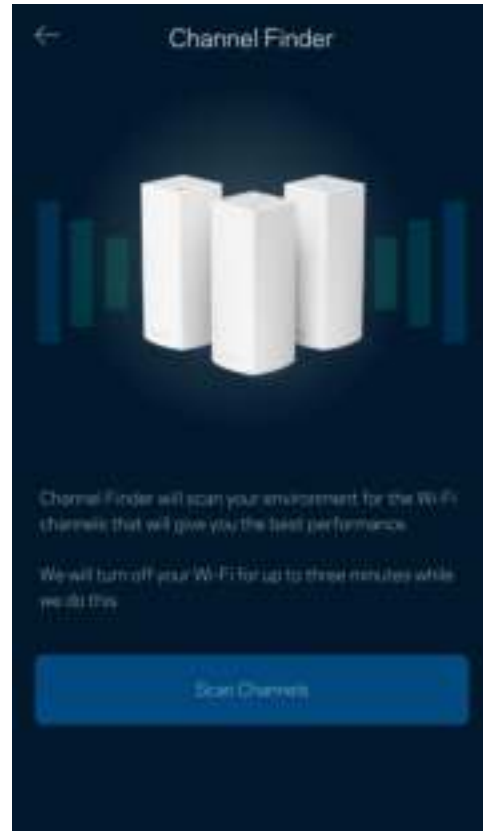 Channel Finder
Channel Finder will scan your environment for the Wi-Fi
channels that will give you the best performance.
We will turn off your Wi-Fi for up to three minutes while
we do this.
Scan Channels